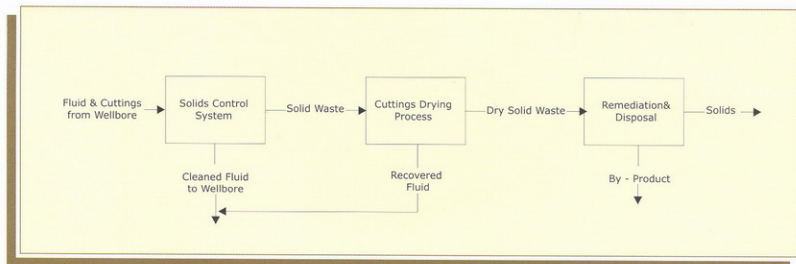 Fluid & Cuttings
from Wellbore
Solids Control
System
Solid Waste
Cuttings Drying
Process
Dry Solid Waste
Remediation&
Disposal
Solids
Cleaned Fluid
to Wellbore
Recovered
Fluid
By - Product